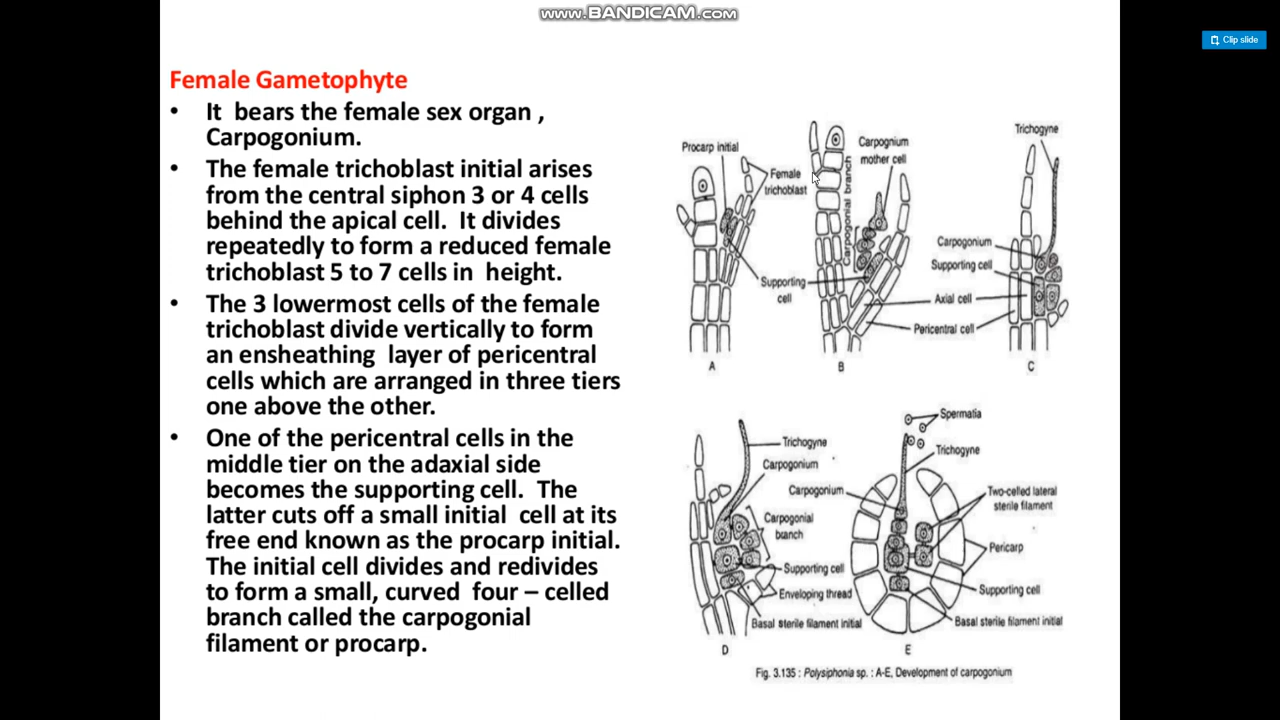 www.BANDICAM.com
Clip slide
Female Gametophyte
• It bears the female sex organ ,
Carpogonium.
• The female trichoblast initial arises
from the central siphon 3 or 4 cells
behind the apical cell. It divides
repeatedly to form a reduced female
trichoblast 5 to 7 cells in height.
• The 3 lowermost cells of the female
trichoblast divide vertically to form
an ensheathing layer of pericentral
cells which are arranged in three tiers
one above the other.
• One of the pericentral cells in the
middle tier on the adaxial side
becomes the supporting cell. The
latter cuts off a small initial cell at its
free end known as the procarp initial.
The initial cell divides and redivides
to form a small, curved four – celled
branch called the carpogonial
filament or procarp.
Procarp initial
Female
trichoblast
Carpognium
mother cell
Carpogonial branch
Supporting
cell
Trichogyne
Carpogonium
Supporting cell
Axial cell
Pericentral cell
A
B
C
Trichogyne
Carpogonium
Carpogonial
branch
Supporting cell
Enveloping thread
Basal sterile filament initial
D
Spermatia
Trichogyne
Carpogonium
Two-celled lateral
sterile filament
Pericarp
Supporting cell
Basal sterile filament initial
E
Fig. 3.135 : Polysiphonia sp. : A-E, Development of carpogonium